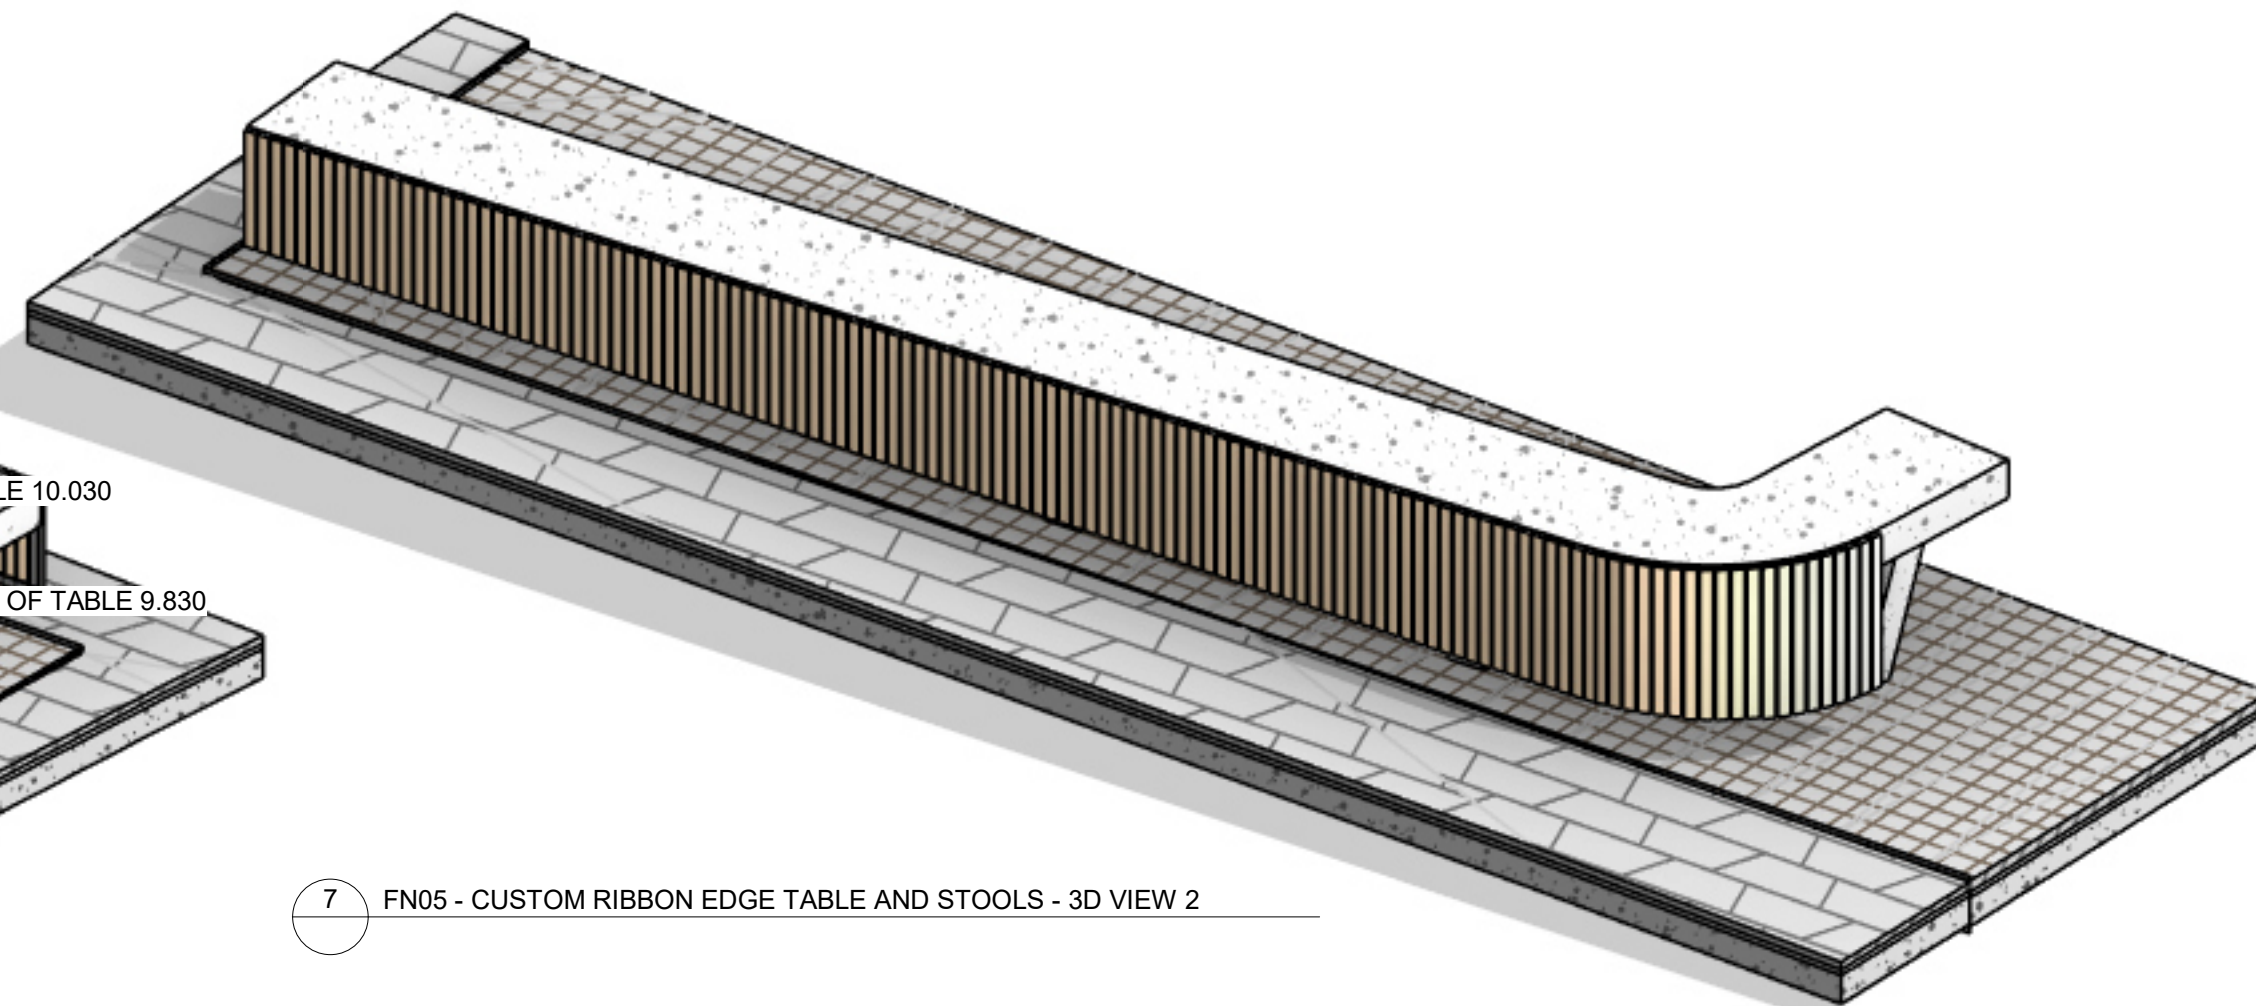 LE 10.030
OF TABLE 9.830
7
FN05 - CUSTOM RIBBON EDGE TABLE AND STOOLS - 3D VIEW 2